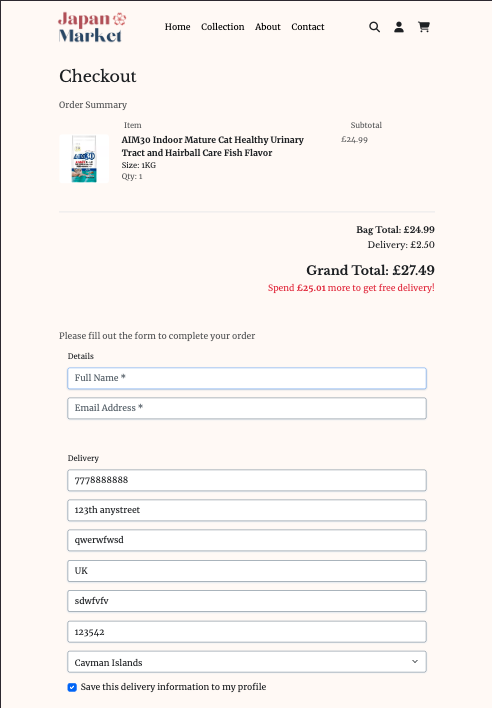 Japan
Market
Home Collection About Contact
Checkout
Order Summary
Item Subtotal
AIM30 Indoor Mature Cat Healthy Urinary £24.99
Tract and Hairball Care Fish Flavor
Size: 1KG
Qty: 1
AIM30
Bag Total: £24.99
Delivery: £2.50
Grand Total: £27.49
Spend £25.01 more to get free delivery!
Please fill out the form to complete your order
Details
Full Name *
Email Address *
Delivery
7778888888
123th anystreet
qwerwfwsd
UK
sdwfvfv
123542
Cayman Islands
Save this delivery information to my profile